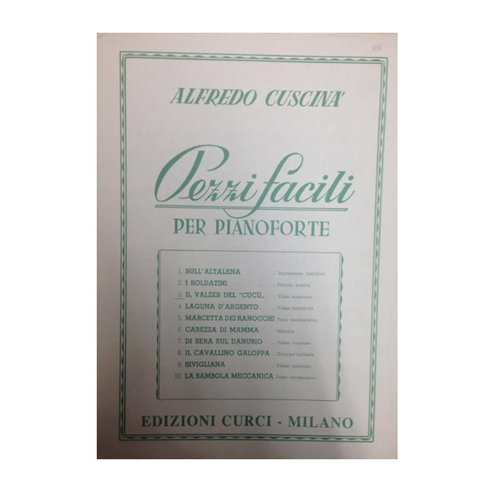 ALFREDO CUSCINÁ
Pezzi facili
PER PIANOFORTE
1. SULL'ALTALENA
2. I SOLDATINI
3. IL VALZER DEL "CUCÙ„
4. LAGUNA D'ARGENTO
5. MARCETTA DEI RANOCCHI
6. CAREZZA DI MAMMA - Melodia
7. DI SERA SUL DANUBIO
8. IL CAVALLINO GALOPPA
9. SIVIGLIANA
10. LA BAMBOLA MECCANICA
EDIZIONI CURCI - MILANO